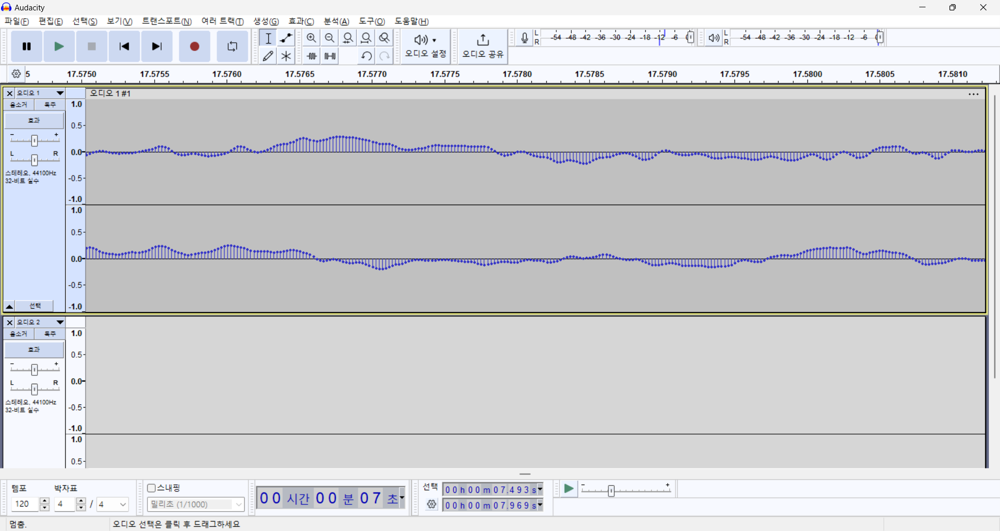 Audacity
파일(F) 편집(E) 선택(S) 보기(V) 트랜스포트(N) 여러 트랙(T) 생성(G) 효과(C) 분석(A) 도구(O) 도움말(H)
오디오 설정
오디오 공유
L -54 -48 -42 -36 -30 -24 -18 -12 -6 0
R
L -54 -48 -42 -36 -30 -24 -18 -12 -6 0
R
5 17.5750 17.5755 17.5760 17.5765 17.5770 17.5775 17.5780 17.5785 17.5790 17.5795 17.5800 17.5805 17.5810
오디오 1
오디오 1 #1
음소거 독주
효과
- +
L R
스테레오, 44100Hz
32-비트 실수
선택
1.0
0.5-
0.0-
-0.5-
-1.0
1.0
0.5-
0.0-
-0.5-
-1.0
오디오 2
음소거 독주
효과
- +
L R
스테레오, 44100Hz
32-비트 실수
1.0
0.5-
0.0-
-0.5-
-1.0
1.0
0.5-
템포 박자표
120 4 / 4
스내핑
밀리초 (1/1000)
00 시간 00 분 07 초
선택
00 h 00 m 07.493 s
00 h 00 m 07.969 s
- +
멈춤.
오디오 선택은 클릭 후 드래그하세요